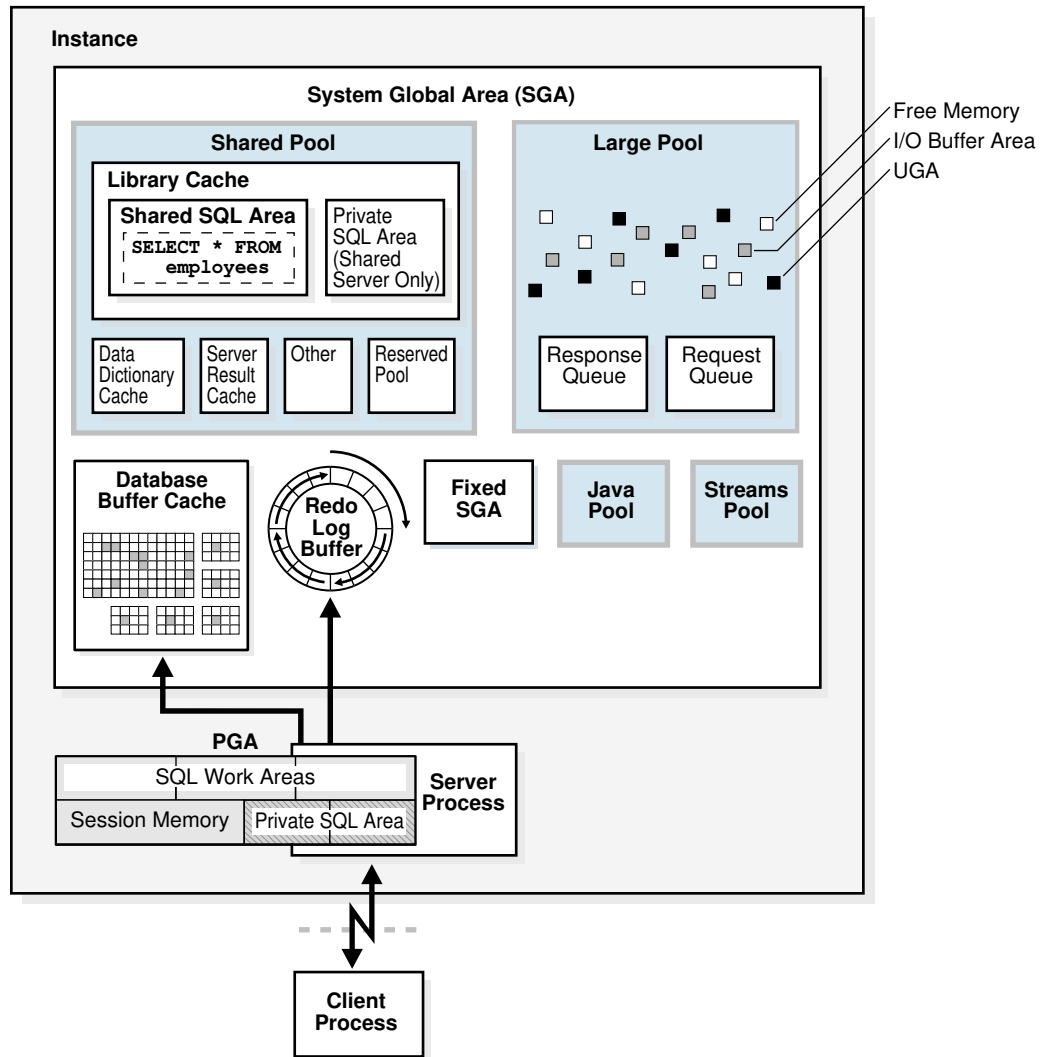 Instance
System Global Area (SGA)
Shared Pool
Library Cache
Shared SQL Area
SELECT * FROM
employees
Private
SQL Area
(Shared
Server Only)
Data
Dictionary
Cache
Server
Result
Cache
Other
Reserved
Pool
Large Pool
Free Memory
I/O Buffer Area
UGA
Response
Queue
Request
Queue
Database
Buffer Cache
Redo
Log
Buffer
Fixed
SGA
Java
Pool
Streams
Pool
PGA
SQL Work Areas
Session Memory
Private SQL Area
Server
Process
Client
Process